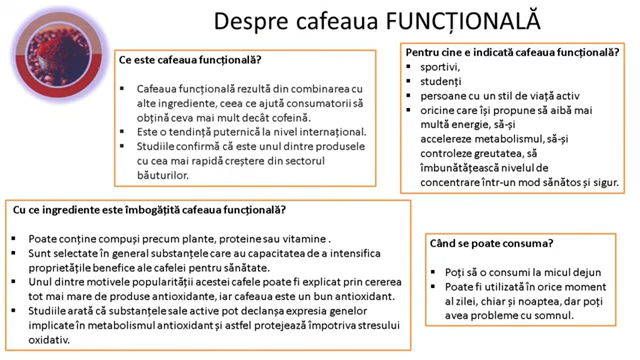 Despre cafeaua FUNCȚIONALĂ
Ce este cafeaua funcțională?
▪ Cafeaua funcțională rezultă din combinarea cu
alte ingrediente, ceea ce ajută consumatorii să
obțină ceva mai mult decât cofeină.
▪ Este o tendință puternică la nivel internațional.
▪ Studiile confirmă că este unul dintre produsele
cu cea mai rapidă creștere din sectorul
băuturilor.
Pentru cine e indicată cafeaua funcțională?
▪ sportivi,
▪ studenți
▪ persoane cu un stil de viață activ
▪ oricine care își propune să aibă mai
multă energie, să-și
accelereze metabolismul, să-și
controleze greutatea, să
îmbunătățească nivelul de
concentrare într-un mod sănătos și sigur.
Cu ce ingrediente este îmbogățită cafeaua funcțională?
▪ Poate conține compuși precum plante, proteine sau vitamine .
▪ Sunt selectate în general substanțele care au capacitatea de a intensifica
proprietățile benefice ale cafelei pentru sănătate.
▪ Unul dintre motivele popularității acestei cafele poate fi explicat prin cererea
tot mai mare de produse antioxidante, iar cafeaua este un bun antioxidant.
▪ Studiile arată că substanțele sale active pot declanșa expresia genelor
implicate în metabolismul antioxidant și astfel protejează împotriva stresului
oxidativ.
Când se poate consuma?
▪ Poți să o consumi la micul dejun
▪ Poate fi utilizată în orice moment
al zilei, chiar și noaptea, dar poți
avea probleme cu somnul.